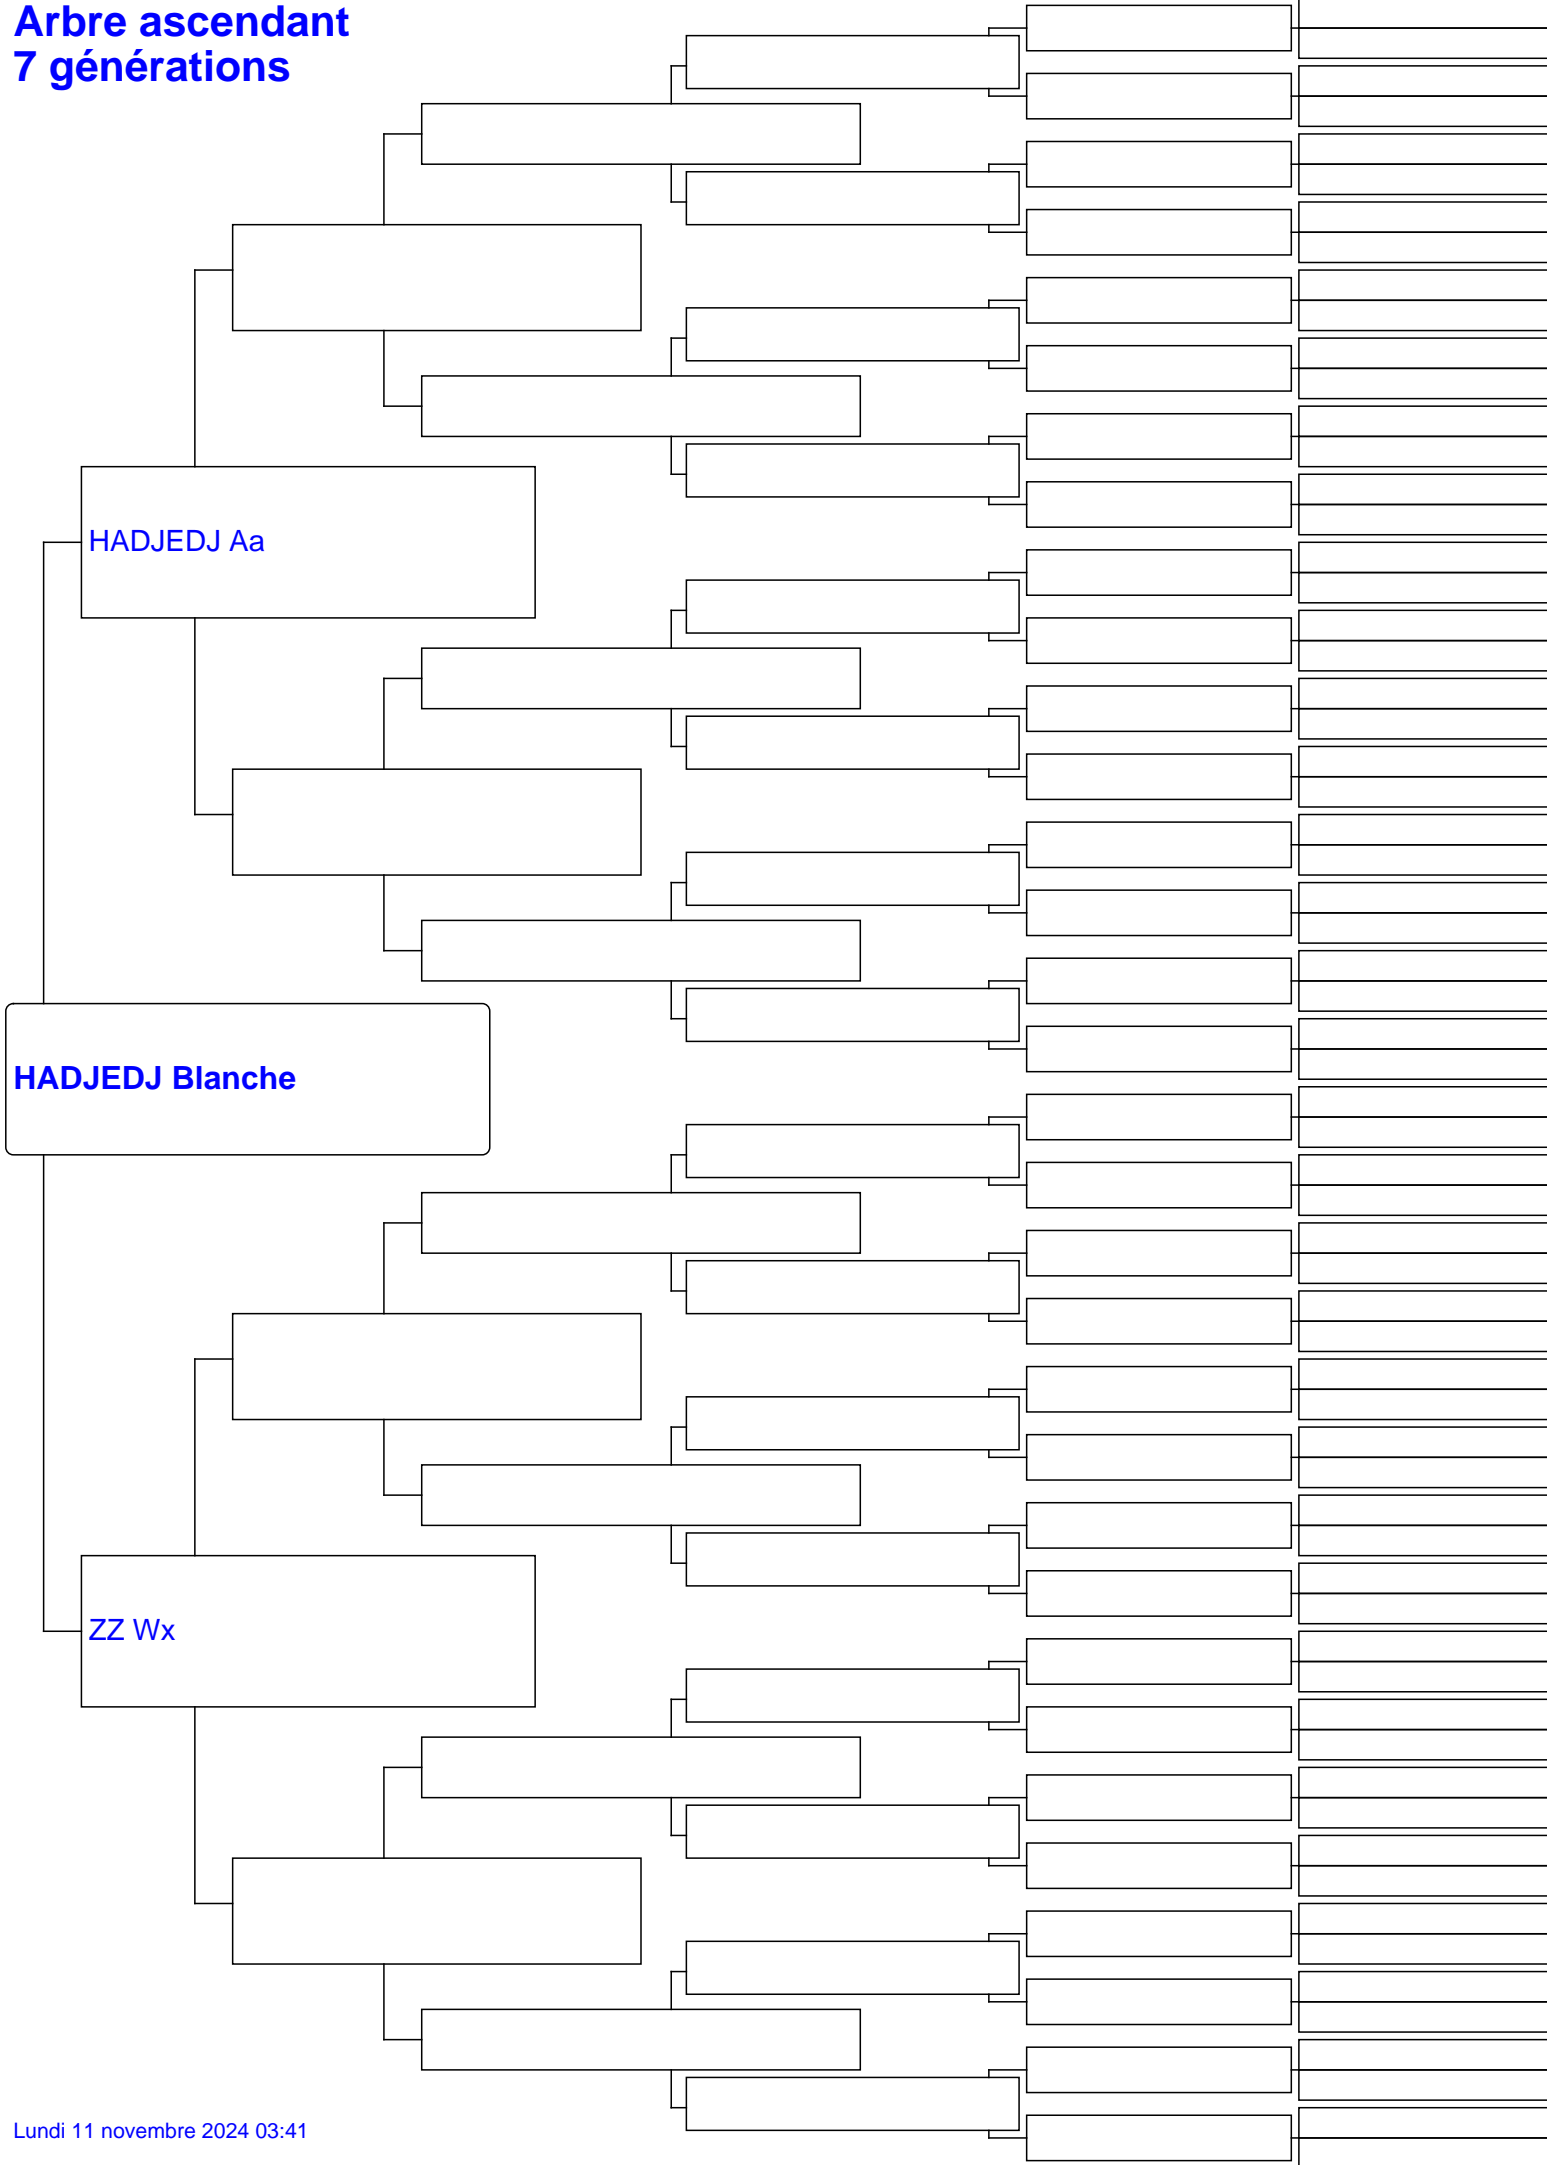 Arbre ascendant
7 générations
HADJEDJ Aa
HADJEDJ Blanche
ZZ Wx
Lundi 11 novembre 2024 03:41